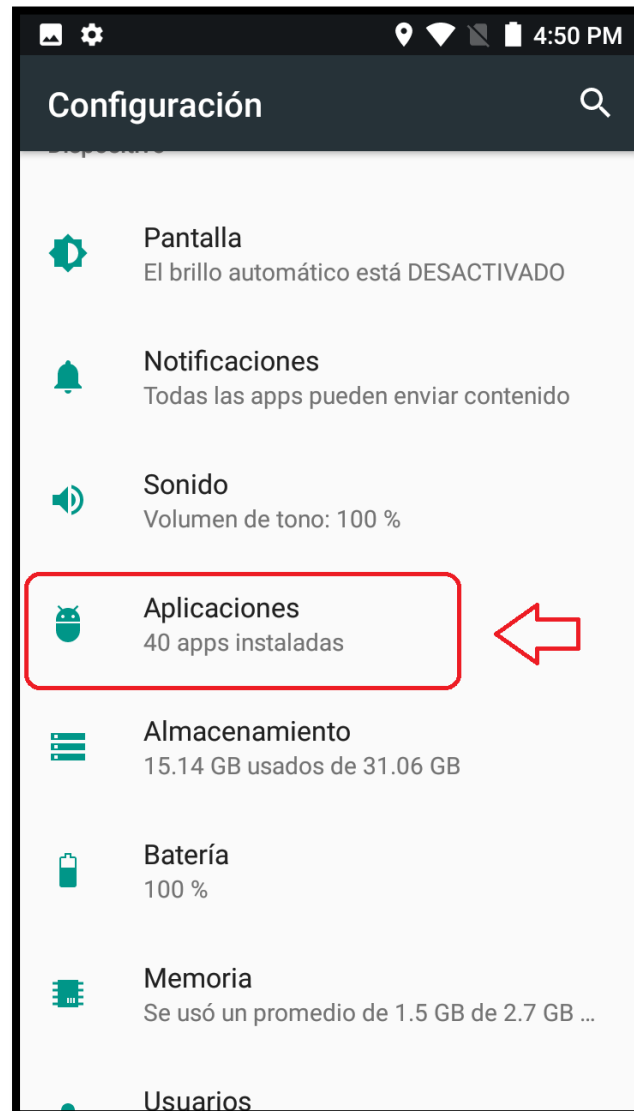 4:50 PM
Configuración
Dispositivo
Pantalla
El brillo automático está DESACTIVADO
Notificaciones
Todas las apps pueden enviar contenido
Sonido
Volumen de tono: 100 %
Aplicaciones
40 apps instaladas
Almacenamiento
15.14 GB usados de 31.06 GB
Batería
100 %
Memoria
Se usó un promedio de 1.5 GB de 2.7 GB ...
Usuarios